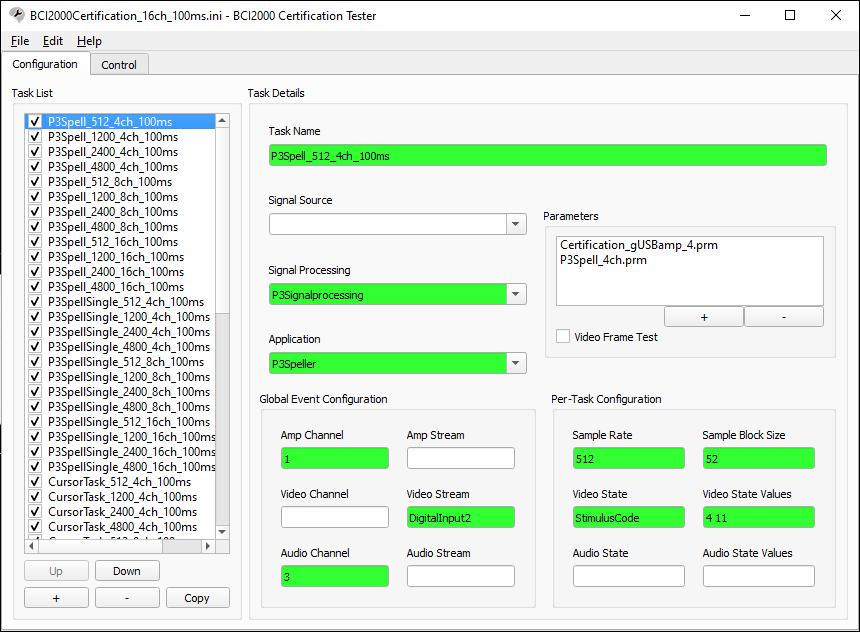 BCI2000Certification_16ch_100ms.ini - BCI2000 Certification Tester
File Edit Help
Configuration Control
Task List
P3Spell_512_4ch_100ms
P3Spell_1200_4ch_100ms
P3Spell_2400_4ch_100ms
P3Spell_4800_4ch_100ms
P3Spell_512_8ch_100ms
P3Spell_1200_8ch_100ms
P3Spell_2400_8ch_100ms
P3Spell_4800_8ch_100ms
P3Spell_512_16ch_100ms
P3Spell_1200_16ch_100ms
P3Spell_2400_16ch_100ms
P3Spell_4800_16ch_100ms
P3SpellSingle_512_4ch_100ms
P3SpellSingle_1200_4ch_100ms
P3SpellSingle_2400_4ch_100ms
P3SpellSingle_4800_4ch_100ms
P3SpellSingle_512_8ch_100ms
P3SpellSingle_1200_8ch_100ms
P3SpellSingle_2400_8ch_100ms
P3SpellSingle_4800_8ch_100ms
P3SpellSingle_512_16ch_100ms
P3SpellSingle_1200_16ch_100ms
P3SpellSingle_2400_16ch_100ms
P3SpellSingle_4800_16ch_100ms
CursorTask_512_4ch_100ms
CursorTask_1200_4ch_100ms
CursorTask_2400_4ch_100ms
CursorTask_4800_4ch_100ms
Up Down
+ - Copy
Task Details
Task Name
P3Spell_512_4ch_100ms
Signal Source
Signal Processing
P3Signalprocessing
Application
P3Speller
Parameters
Certification_gUSBamp_4.prm
P3Spell_4ch.prm
+ -
Video Frame Test
Global Event Configuration
Amp Channel Amp Stream
1
Video Channel Video Stream
DigitalInput2
Audio Channel Audio Stream
3
Per-Task Configuration
Sample Rate Sample Block Size
512 52
Video State Video State Values
StimulusCode 4 11
Audio State Audio State Values